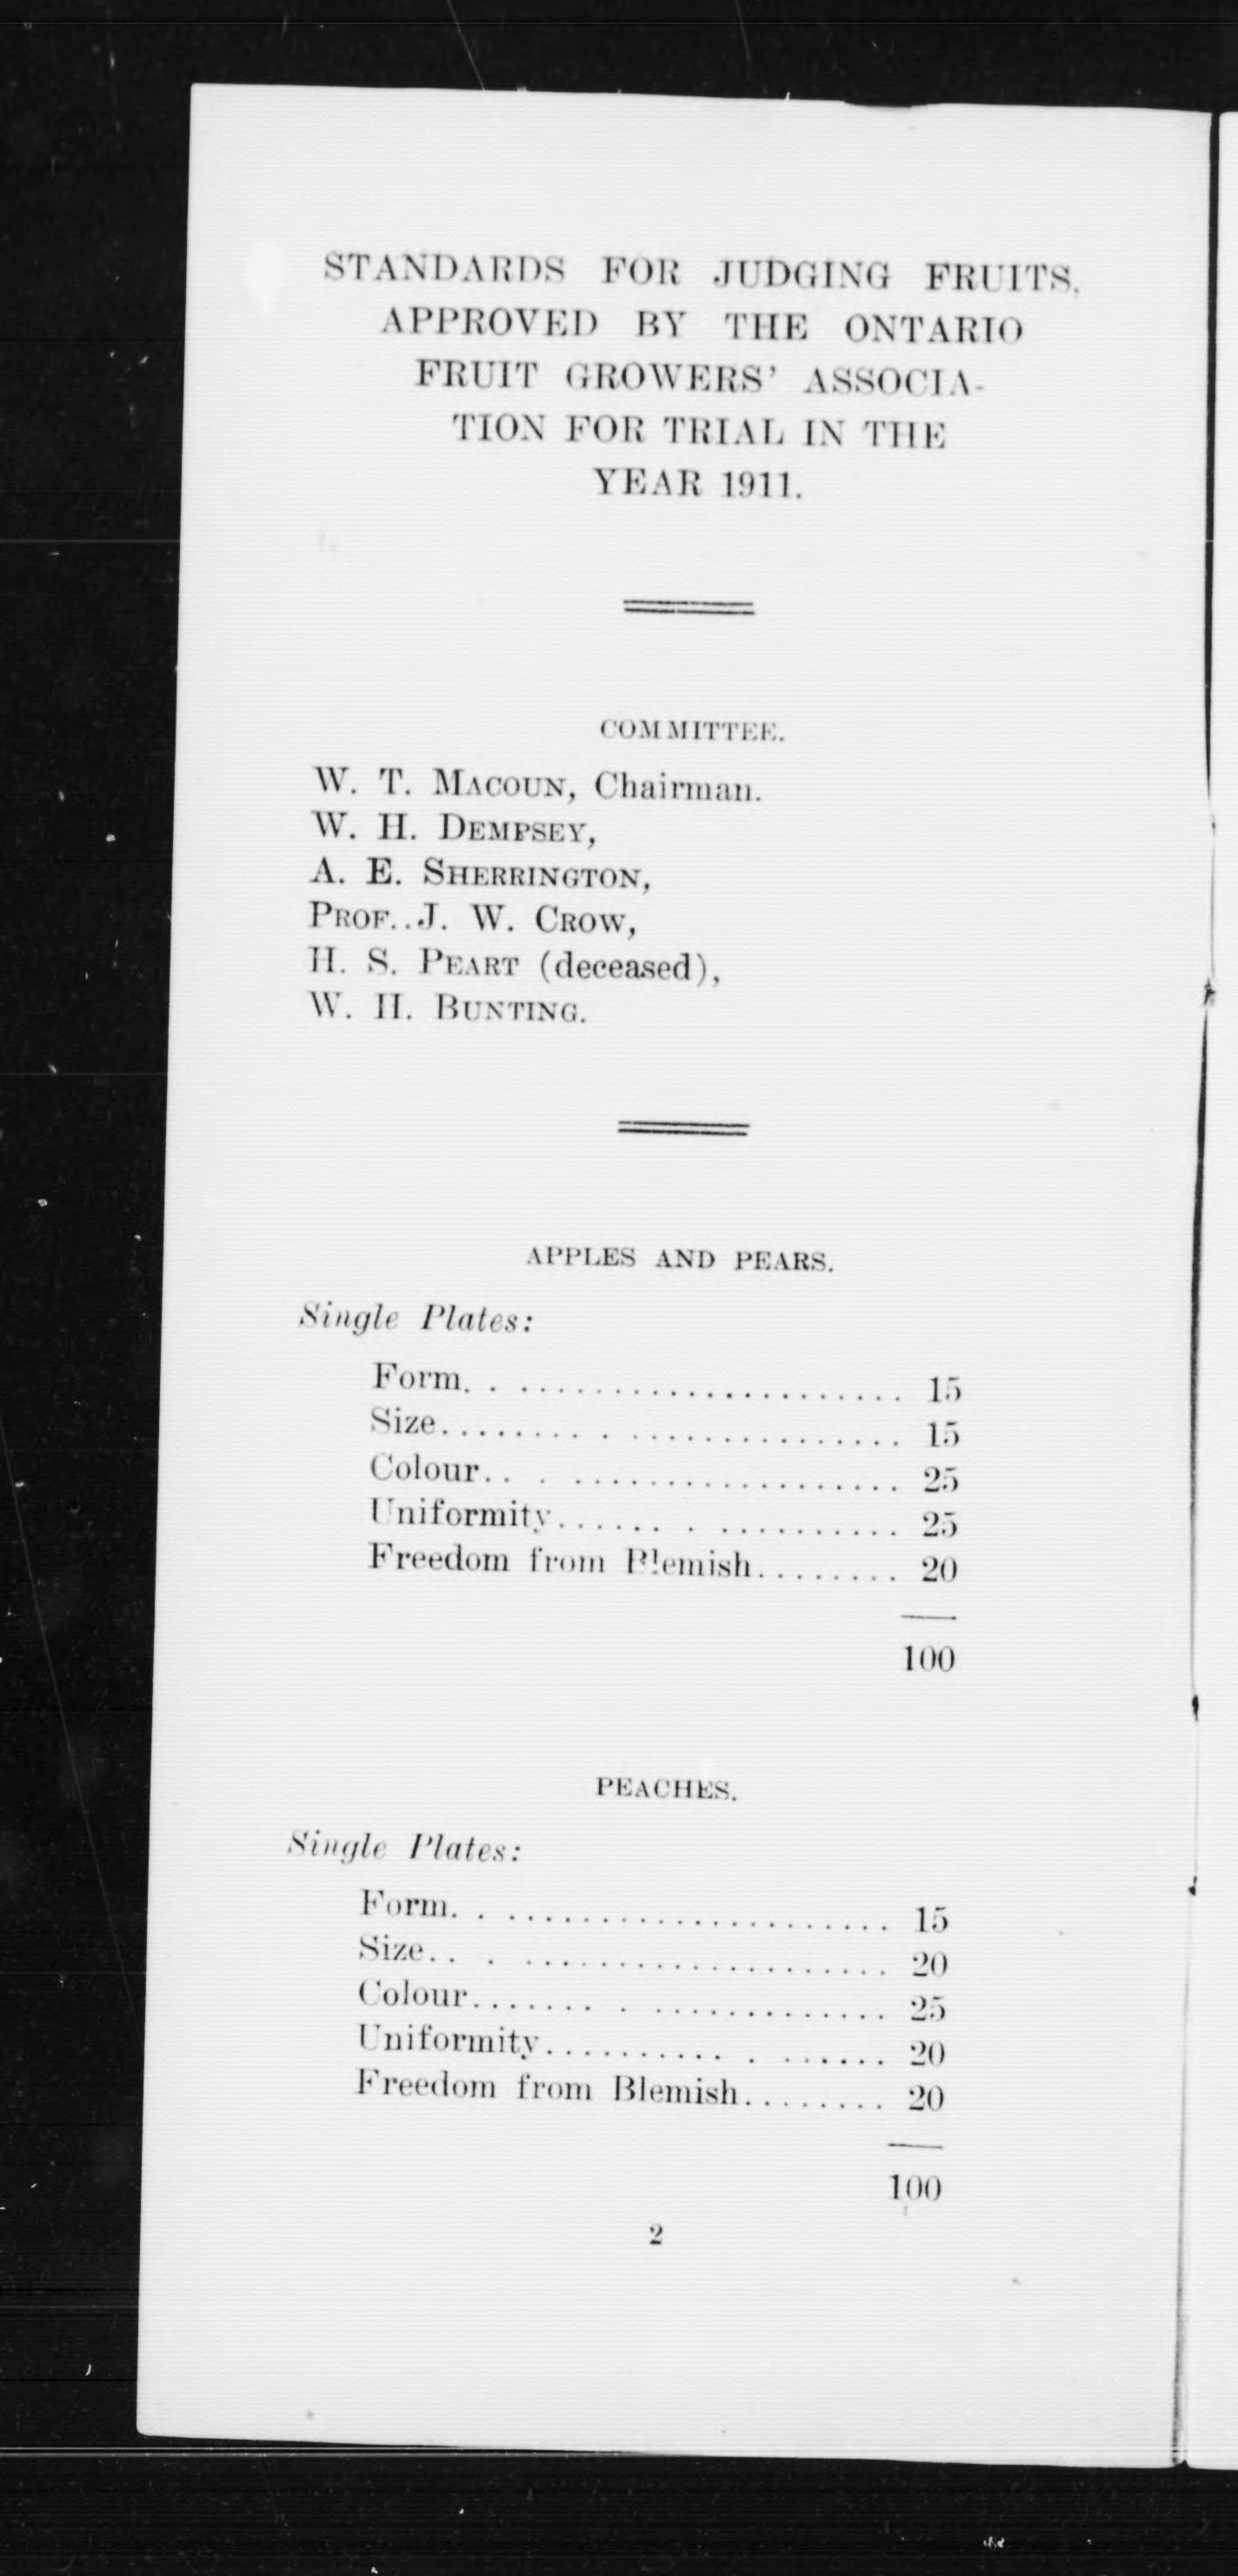 STANDARDS FOR JUDGING FRUITS,
APPROVED BY THE ONTARIO
FRUIT GROWERS' ASSOCIA-
TION FOR TRIAL IN THE
YEAR 1911.
COMMITTEE.
W. T. MACOUN, Chairman.
W. H. DEMPSEY,
A. E. SHERRINGTON,
PROF..J. W. CROW,
H. S. PEART (deceased),
W. H. BUNTING.
APPLES AND PEARS.
Single Plates:
Form. . ...................... 15
Size........ . ............... 15
Colour.. . .................. 25
Uniformity...... . .......... 25
Freedom from Blemish........ 20
100
PEACHES.
Single Plates:
Form. . ..................... 15
Size.. . .................... 20
Colour....... . ............. 25
Uniformity.......... . ...... 20
Freedom from Blemish........ 20
100
2